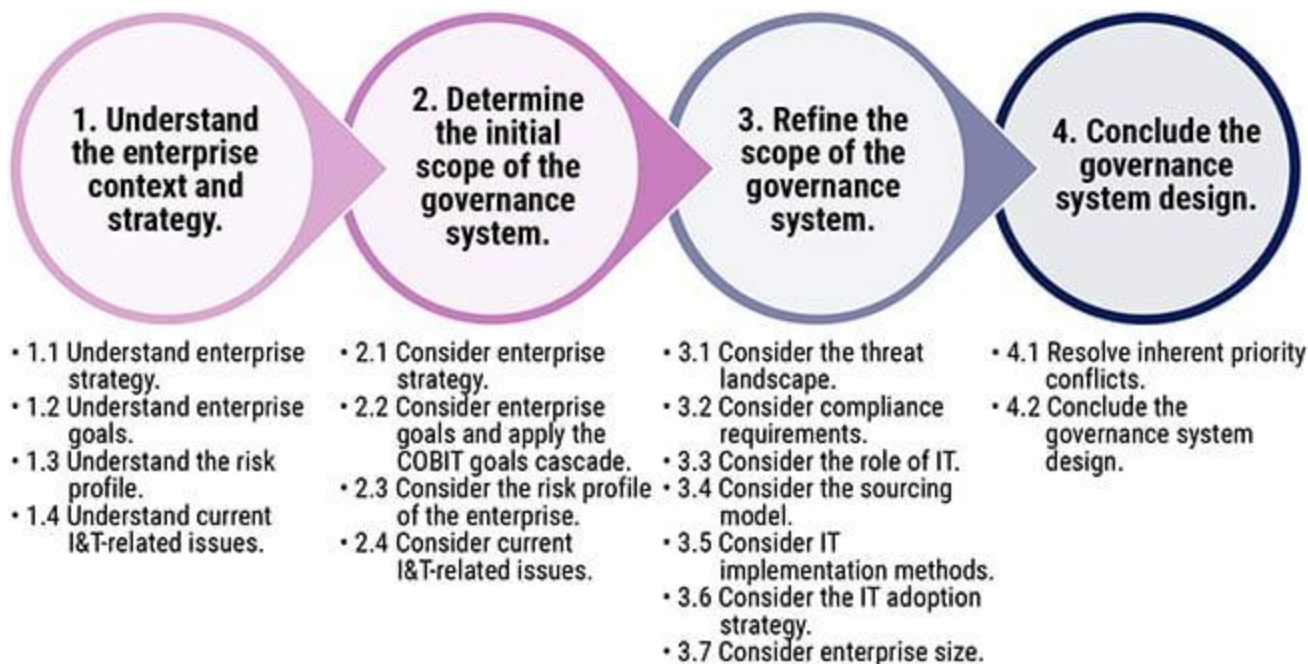 1. Understand
the enterprise
context and
strategy.
2. Determine
the initial
scope of the
governance
system.
3. Refine the
scope of the
governance
system.
4. Conclude the
governance
system design.
• 1.1 Understand enterprise
strategy.
• 1.2 Understand enterprise
goals.
• 1.3 Understand the risk
profile.
• 1.4 Understand current
I&T-related issues.
• 2.1 Consider enterprise
strategy.
• 2.2 Consider enterprise
goals and apply the
COBIT goals cascade.
• 2.3 Consider the risk profile
of the enterprise.
• 2.4 Consider current
I&T-related issues.
• 3.1 Consider the threat
landscape.
• 3.2 Consider compliance
requirements.
• 3.3 Consider the role of IT.
• 3.4 Consider the sourcing
model.
• 3.5 Consider IT
implementation methods.
• 3.6 Consider the IT adoption
strategy.
• 3.7 Consider enterprise size.
• 4.1 Resolve inherent priority
conflicts.
• 4.2 Conclude the
governance system
design.